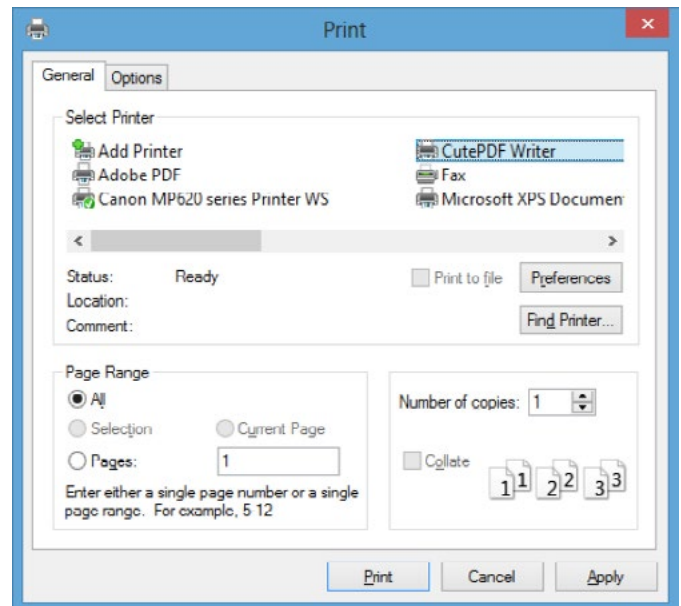 Print
General
Options
Select Printer
Add Printer
CutePDF Writer
Adobe PDF
Fax
Canon MP620 series Printer WS
Microsoft XPS Documen
Status: Ready
Print to file
Preferences
Location:
Comment:
Find Printer...
Page Range
All
Number of copies: 1
Selection
Current Page
Pages: 1
Collate
1 1 2 2 3 3
Enter either a single page number or a single
page range. For example, 5-12
Print
Cancel
Apply